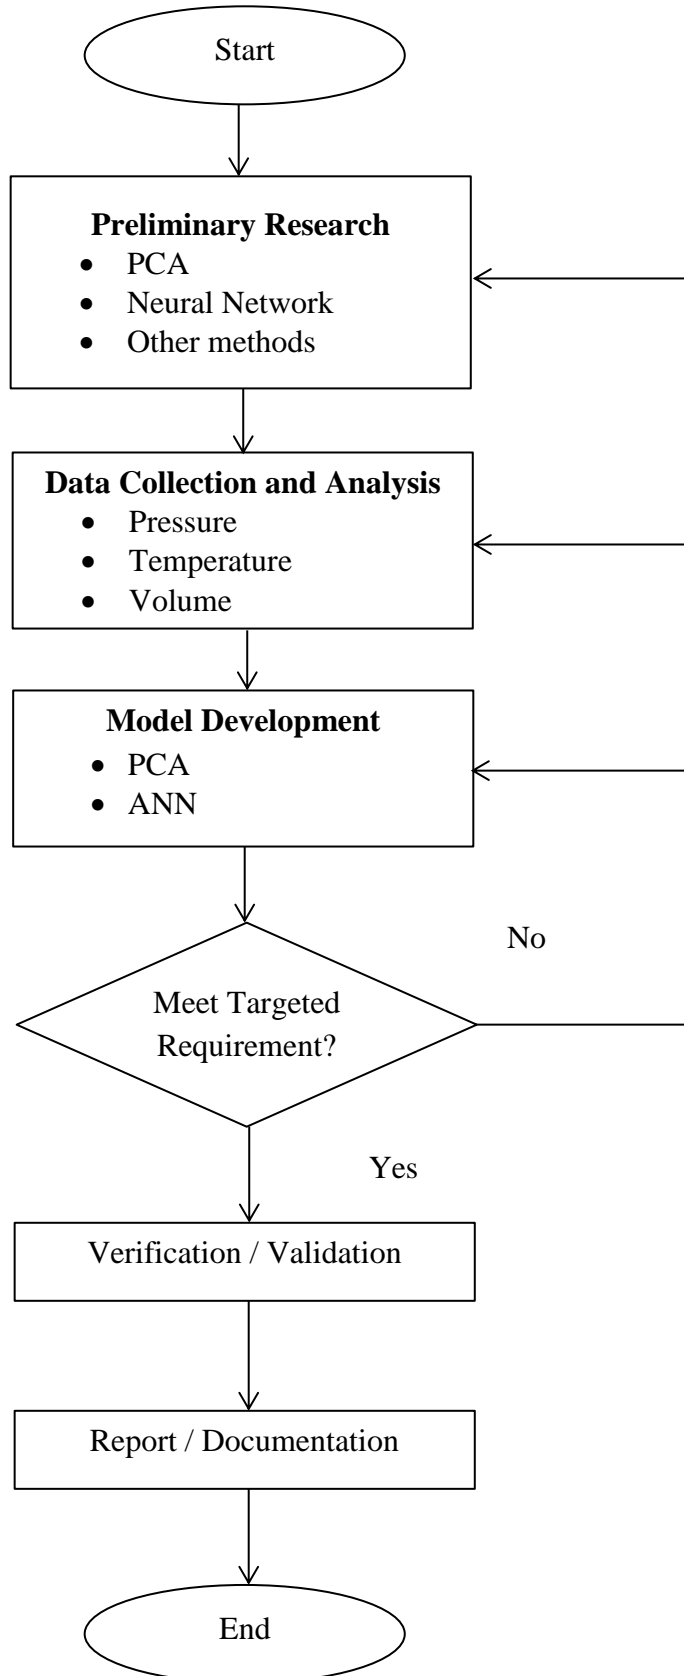 Start
Preliminary Research
• PCA
• Neural Network
• Other methods
Data Collection and Analysis
• Pressure
• Temperature
• Volume
Model Development
• PCA
• ANN
No
Meet Targeted
Requirement?
Yes
Verification / Validation
Report / Documentation
End